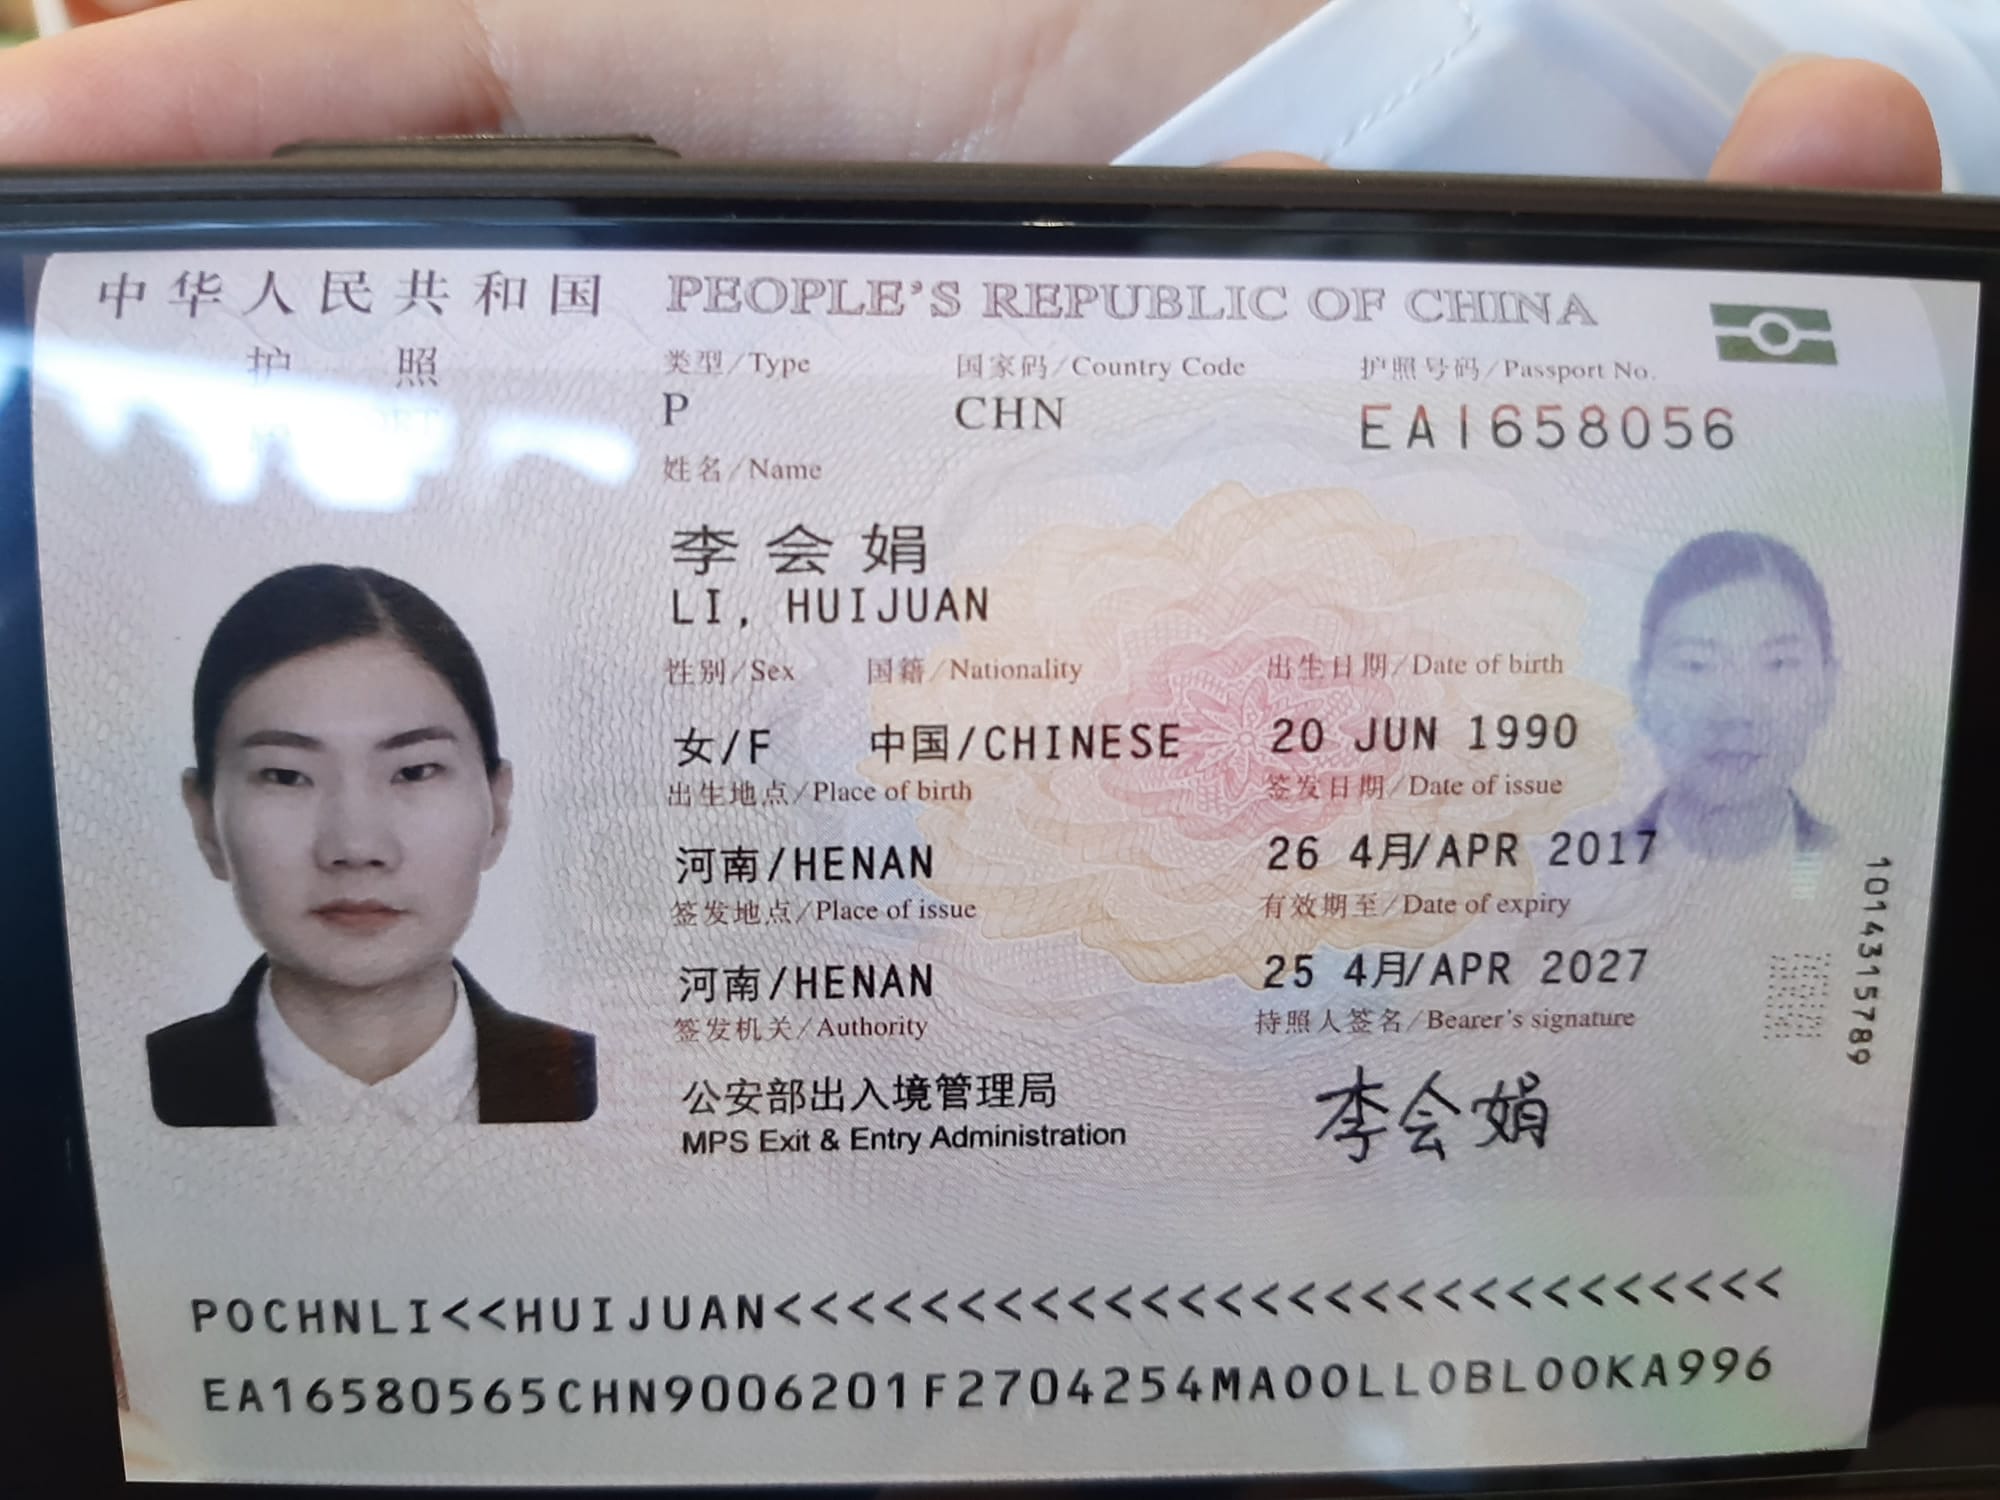 中华人民共和国 PEOPLE'S REPUBLIC OF CHINA
护 照 类型/Type 国家码/Country Code 护照号码/Passport No.
P CHN EA1658056
姓名/Name
李会娟
LI, HUIJUAN
性别/Sex 国籍/Nationality 出生日期/Date of birth
女/F 中国/CHINESE 20 JUN 1990
出生地点/Place of birth 签发日期/Date of issue
河南/HENAN 26 4月/APR 2017
签发地点/Place of issue 有效期至/Date of expiry
河南/HENAN 25 4月/APR 2027
签发机关/Authority 持照人签名/Bearer's signature
公安部出入境管理局 李会娟
MPS Exit & Entry Administration
1014315789
POCHNLI<<HUIJUAN<<<<<<<<<<<<<<<<<<<<<<<<<<<<
EA16580565CHN9006201F2704254MAOOLLOBLOOKA996